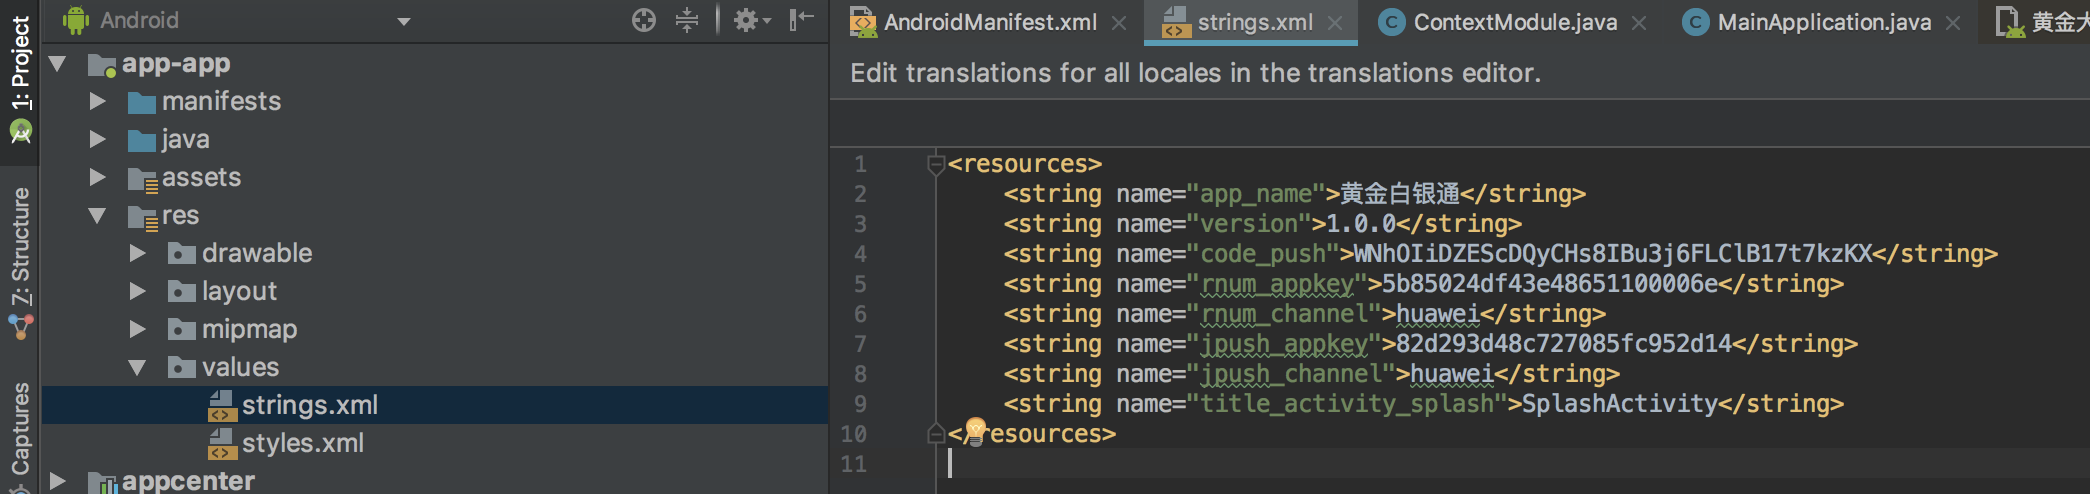 Android
1: Project
7: Structure
Captures
app-app
manifests
java
assets
res
drawable
layout
mipmap
values
strings.xml
styles.xml
appcenter
AndroidManifest.xml
strings.xml
ContextModule.java
MainApplication.java
黄金大
Edit translations for all locales in the translations editor.
1 <resources>
2 <string name="app_name">黄金白银通</string>
3 <string name="version">1.0.0</string>
4 <string name="code_push">WNhOIiDZEScDQyCHs8IBu3j6FLClB17t7kzKX</string>
5 <string name="rnum_appkey">5b85024df43e48651100006e</string>
6 <string name="rnum_channel">huawei</string>
7 <string name="jpush_appkey">82d293d48c727085fc952d14</string>
8 <string name="jpush_channel">huawei</string>
9 <string name="title_activity_splash">SplashActivity</string>
10 </resources>
11